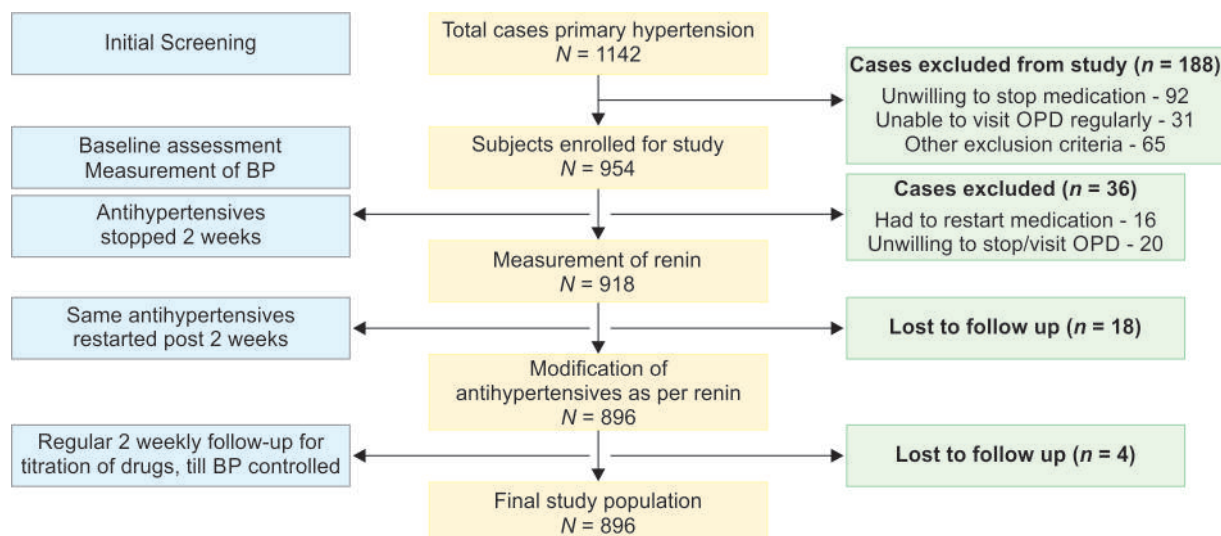 Initial Screening
Total cases primary hypertension
N = 1142
Cases excluded from study (n = 188)
Unwilling to stop medication - 92
Unable to visit OPD regularly - 31
Other exclusion criteria - 65
Baseline assessment
Measurement of BP
Subjects enrolled for study
N = 954
Antihypertensives
stopped 2 weeks
Cases excluded (n = 36)
Had to restart medication - 16
Unwilling to stop/visit OPD - 20
Measurement of renin
N = 918
Same antihypertensives
restarted post 2 weeks
Lost to follow up (n = 18)
Modification of
antihypertensives as per renin
N = 896
Regular 2 weekly follow-up for
titration of drugs, till BP controlled
Lost to follow up (n = 4)
Final study population
N = 896